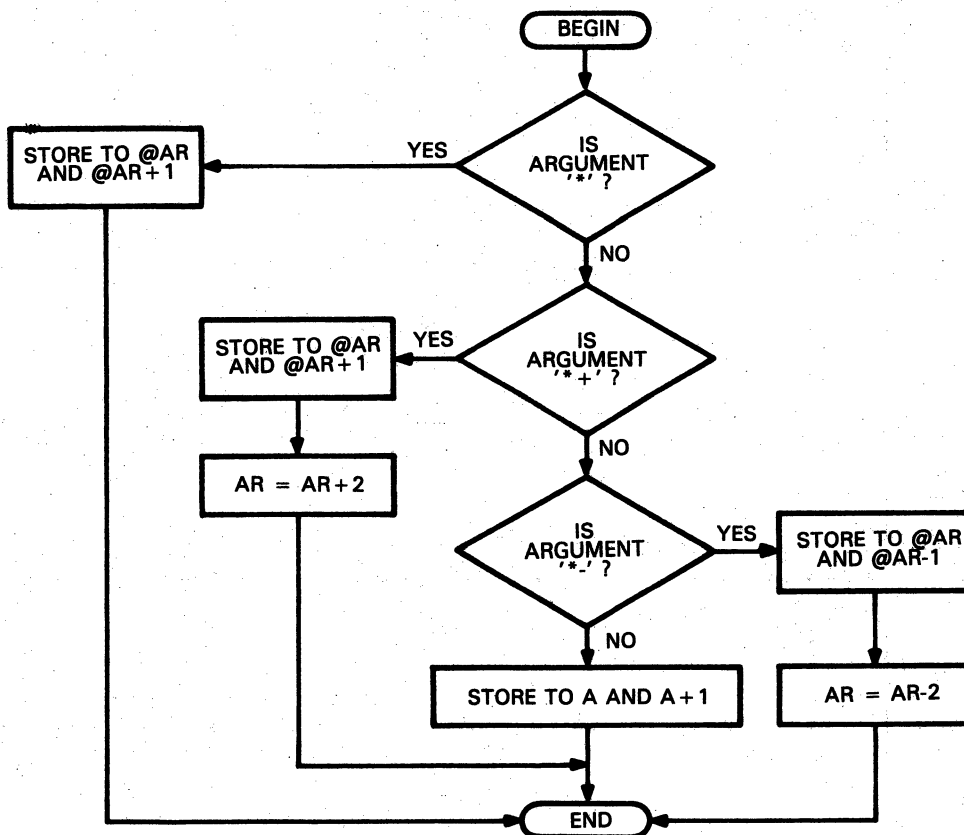 BEGIN
IS
ARGUMENT
'*' ?
YES
STORE TO @AR
AND @AR+1
NO
IS
ARGUMENT
'*+' ?
YES
STORE TO @AR
AND @AR+1
AR = AR+2
NO
IS
ARGUMENT
'*-' ?
YES
STORE TO @AR
AND @AR-1
AR = AR-2
NO
STORE TO A AND A+1
END